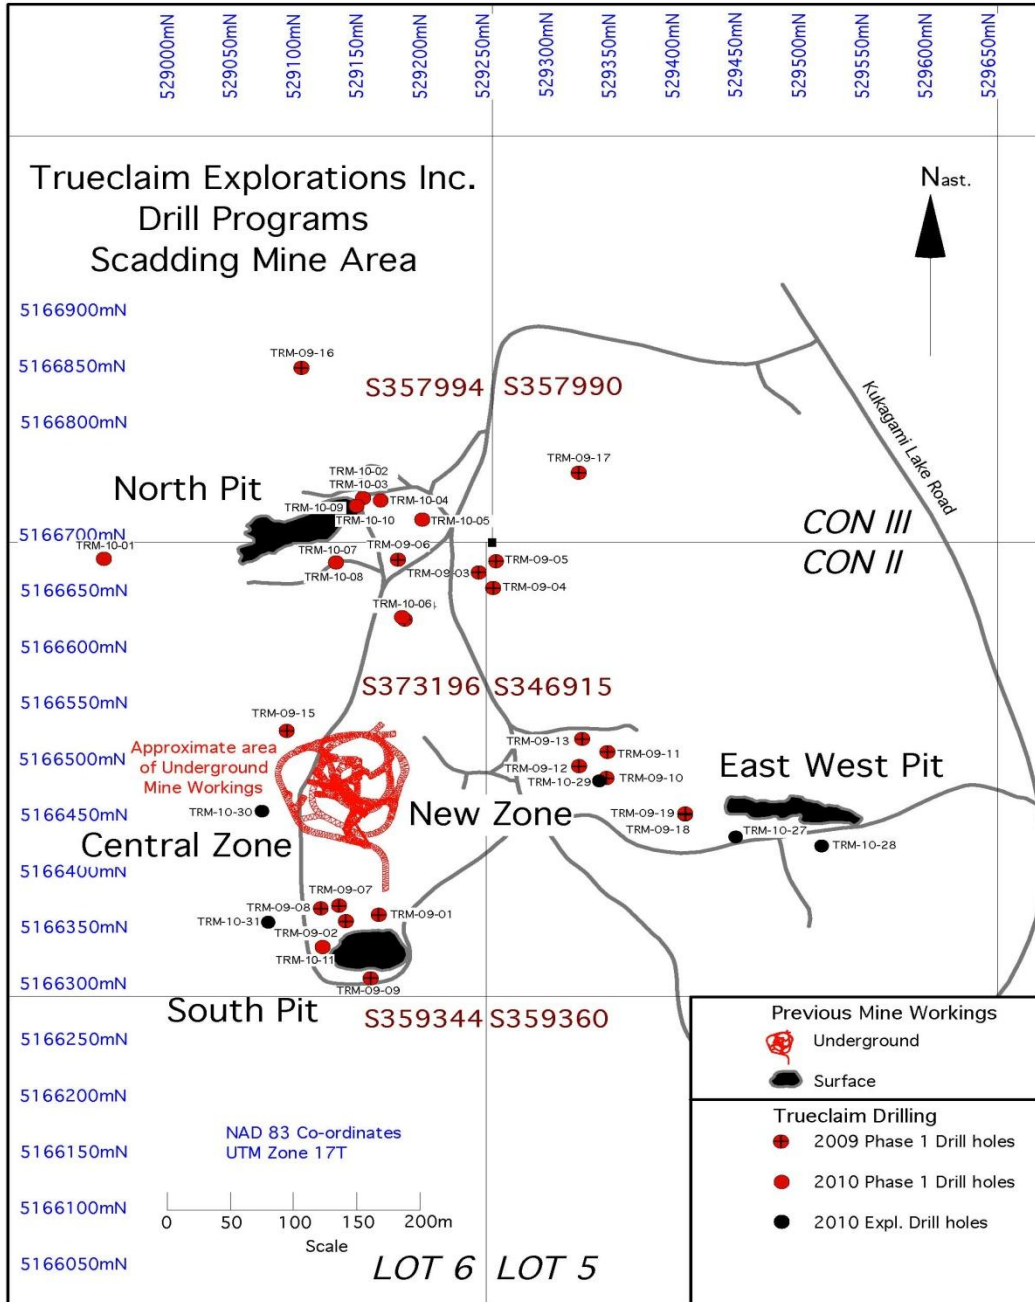 529000mN
529050mN
529100mN
529150mN
529200mN
529250mN
529300mN
529350mN
529400mN
529450mN
529500mN
529550mN
529600mN
529650mN
Trueclaim Explorations Inc.
Drill Programs
Scadding Mine Area
Nast.
5166900mN
5166850mN
5166800mN
5166700mN
5166650mN
5166600mN
5166550mN
5166500mN
5166450mN
5166400mN
5166350mN
5166300mN
5166250mN
5166200mN
5166150mN
5166100mN
5166050mN
TRM-09-16
S357994 S357990
Kukagami Lake Road
TRM-09-17
North Pit
TRM-10-02
TRM-10-03
TRM-10-04
TRM-10-09
TRM-10-10
TRM-10-05
CON III
CON II
TRM-10-01
TRM-10-07
TRM-10-08
TRM-09-06
TRM-09-03
TRM-09-05
TRM-09-04
TRM-10-06
S373196 S346915
TRM-09-15
Approximate area
of Underground
Mine Workings
TRM-10-30
Central Zone
New Zone
TRM-09-13
TRM-09-11
TRM-09-12
TRM-10-29
TRM-09-10
East West Pit
TRM-09-19
TRM-09-18
TRM-10-27
TRM-10-28
TRM-09-07
TRM-09-08
TRM-09-01
TRM-10-31
TRM-09-02
TRM-10-11
TRM-09-09
South Pit
S359344 S359360
NAD 83 Co-ordinates
UTM Zone 17T
0 50 100 150 200m
Scale
LOT 6 LOT 5
Previous Mine Workings
Underground
Surface
Trueclaim Drilling
2009 Phase 1 Drill holes
2010 Phase 1 Drill holes
2010 Expl. Drill holes